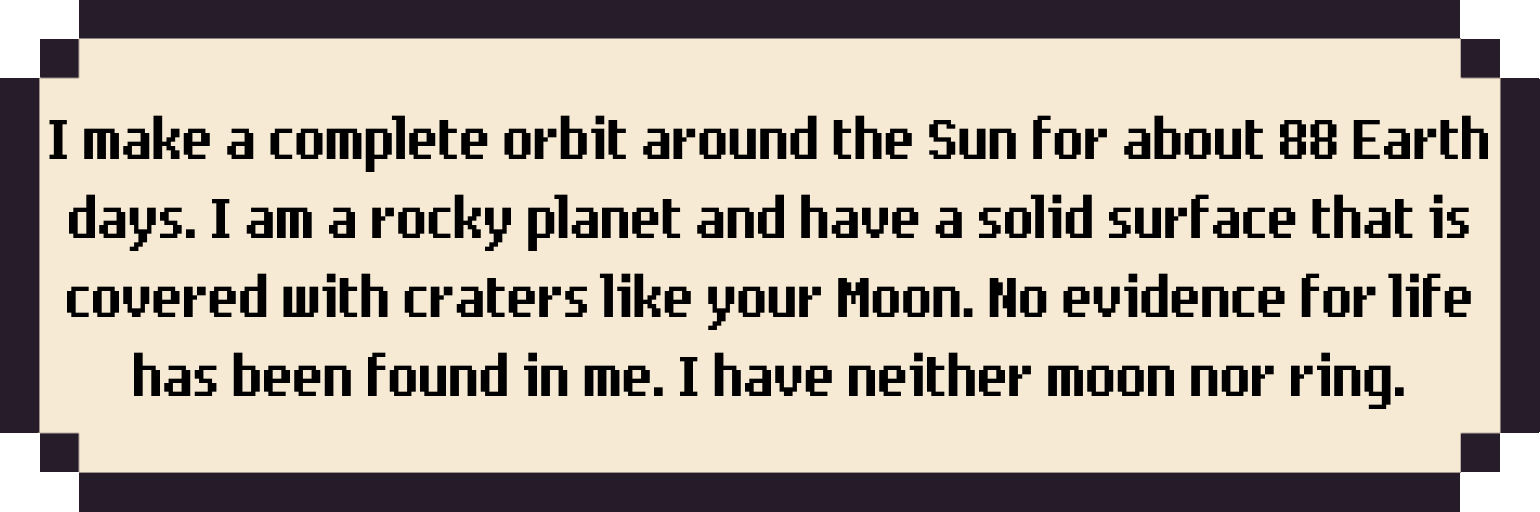 I make a complete orbit around the Sun for about 88 Earth
days. I am a rocky planet and have a solid surface that is
covered with craters like your Moon. No evidence for life
has been found in me. I have neither moon nor ring.